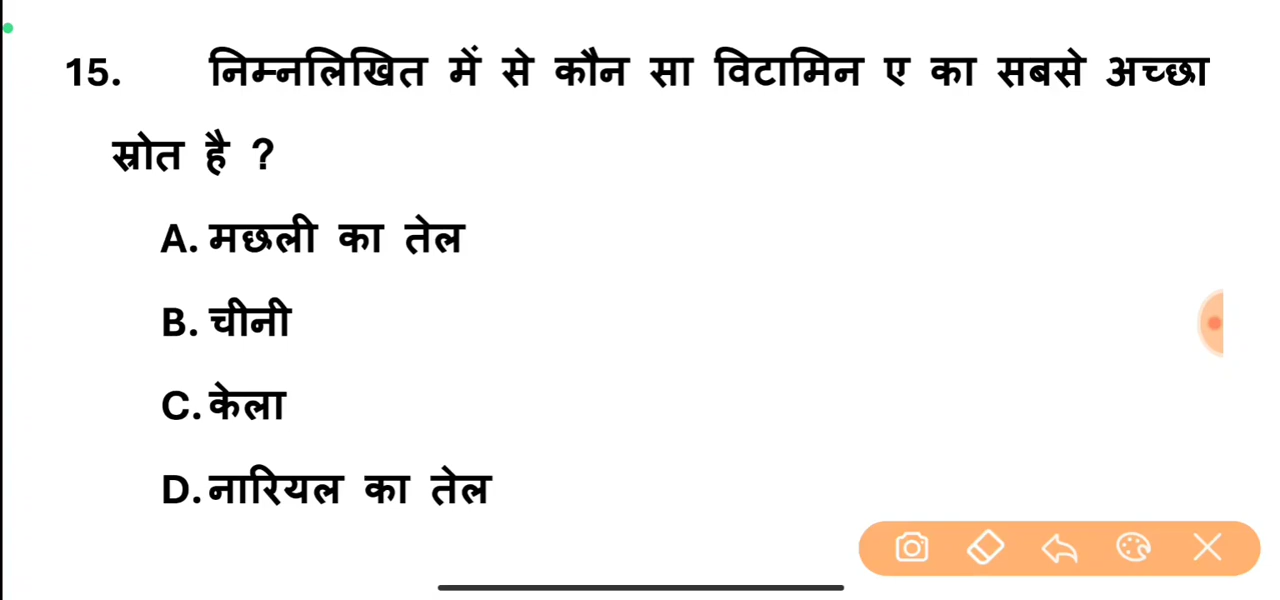 15. निम्नलिखित में से कौन सा विटामिन ए का सबसे अच्छा
स्रोत है ?
A. मछली का तेल
B. चीनी
C. केला
D. नारियल का तेल